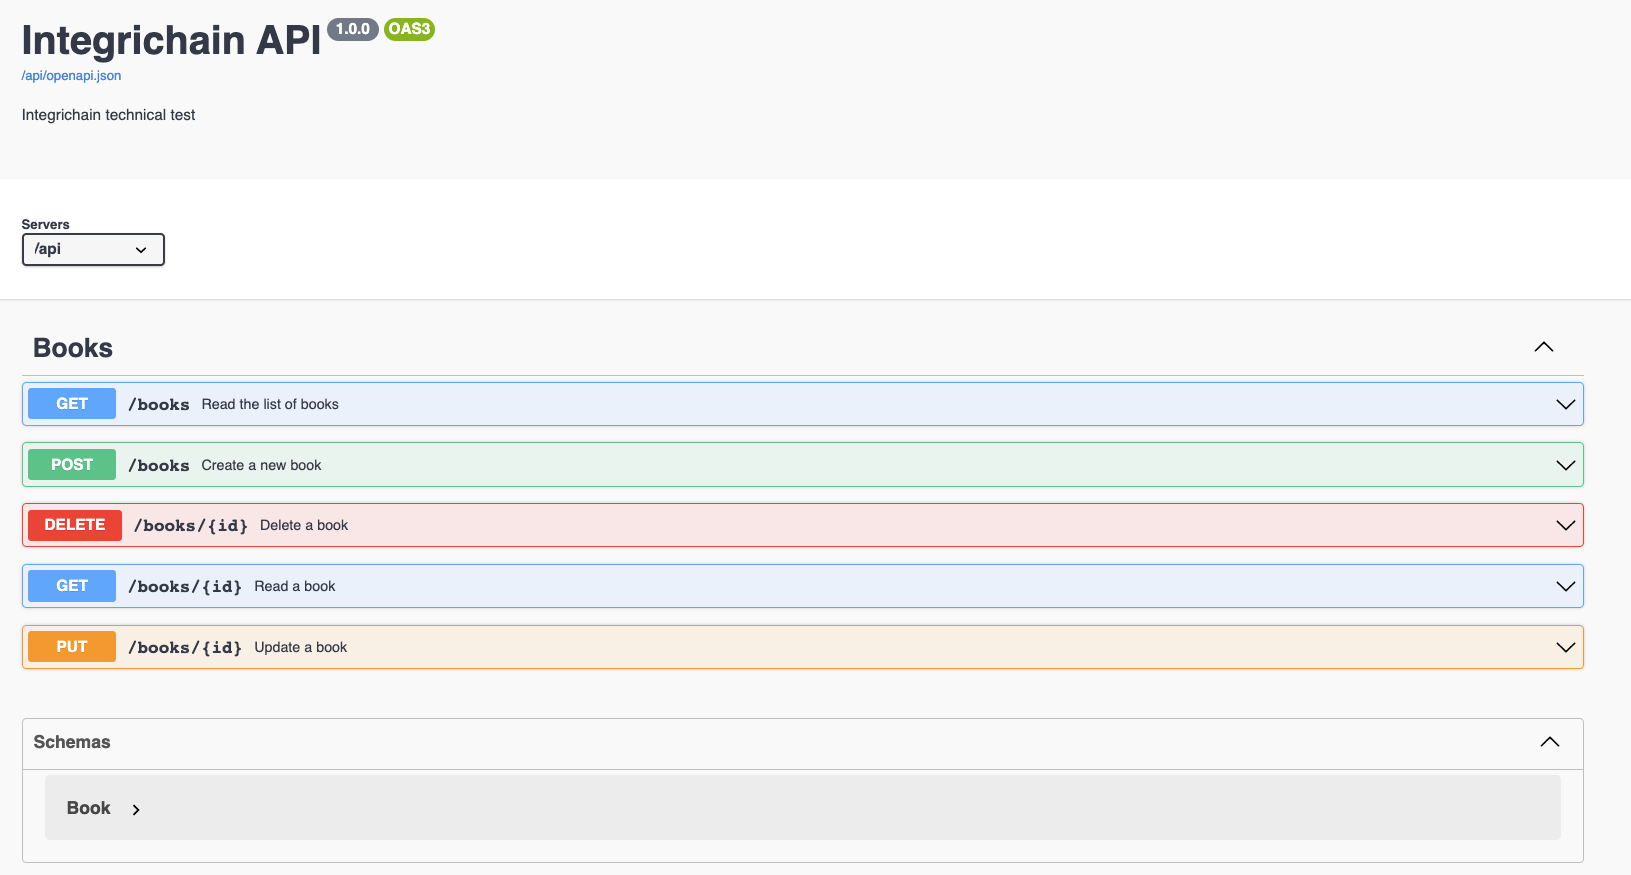 Integrichain API 1.0.0 OAS3
/api/openapi.json
Integrichain technical test
Servers
/api
Books
GET /books Read the list of books
POST /books Create a new book
DELETE /books/{id} Delete a book
GET /books/{id} Read a book
PUT /books/{id} Update a book
Schemas
Book